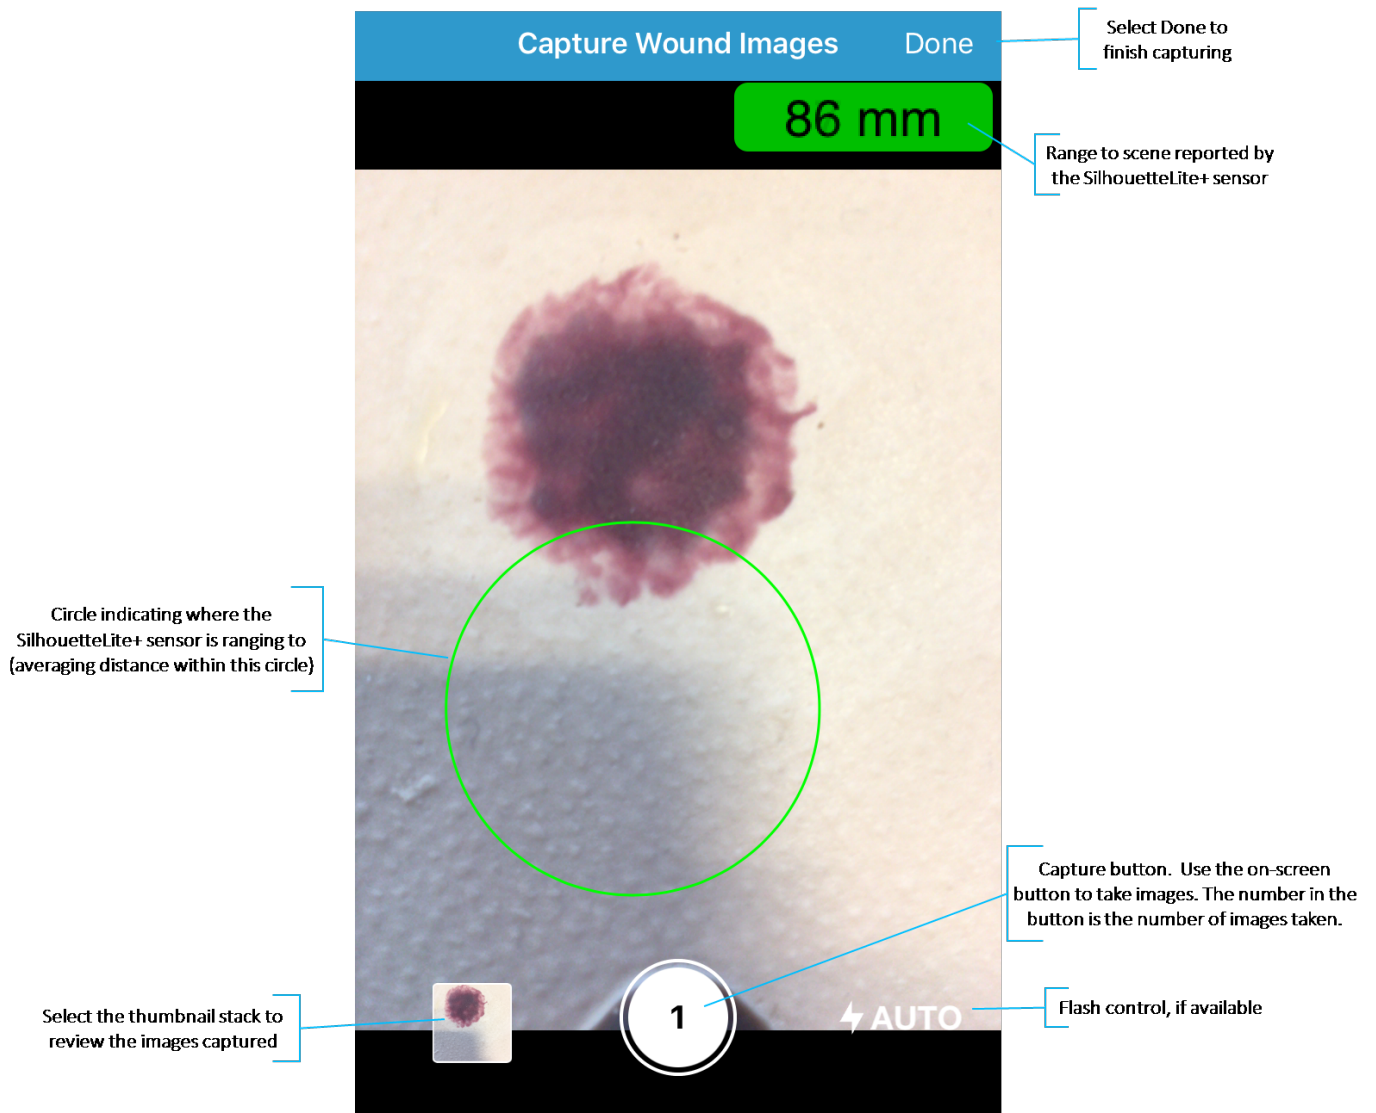 Capture Wound Images Done
Select Done to
finish capturing
86 mm
Range to scene reported by
the SilhouetteLite+ sensor
Circle indicating where the
SilhouetteLite+ sensor is ranging to
(averaging distance within this circle)
Capture button.  Use the on-screen
button to take images. The number in the
button is the number of images taken.
Select the thumbnail stack to
review the images captured
1
AUTO
Flash control, if available